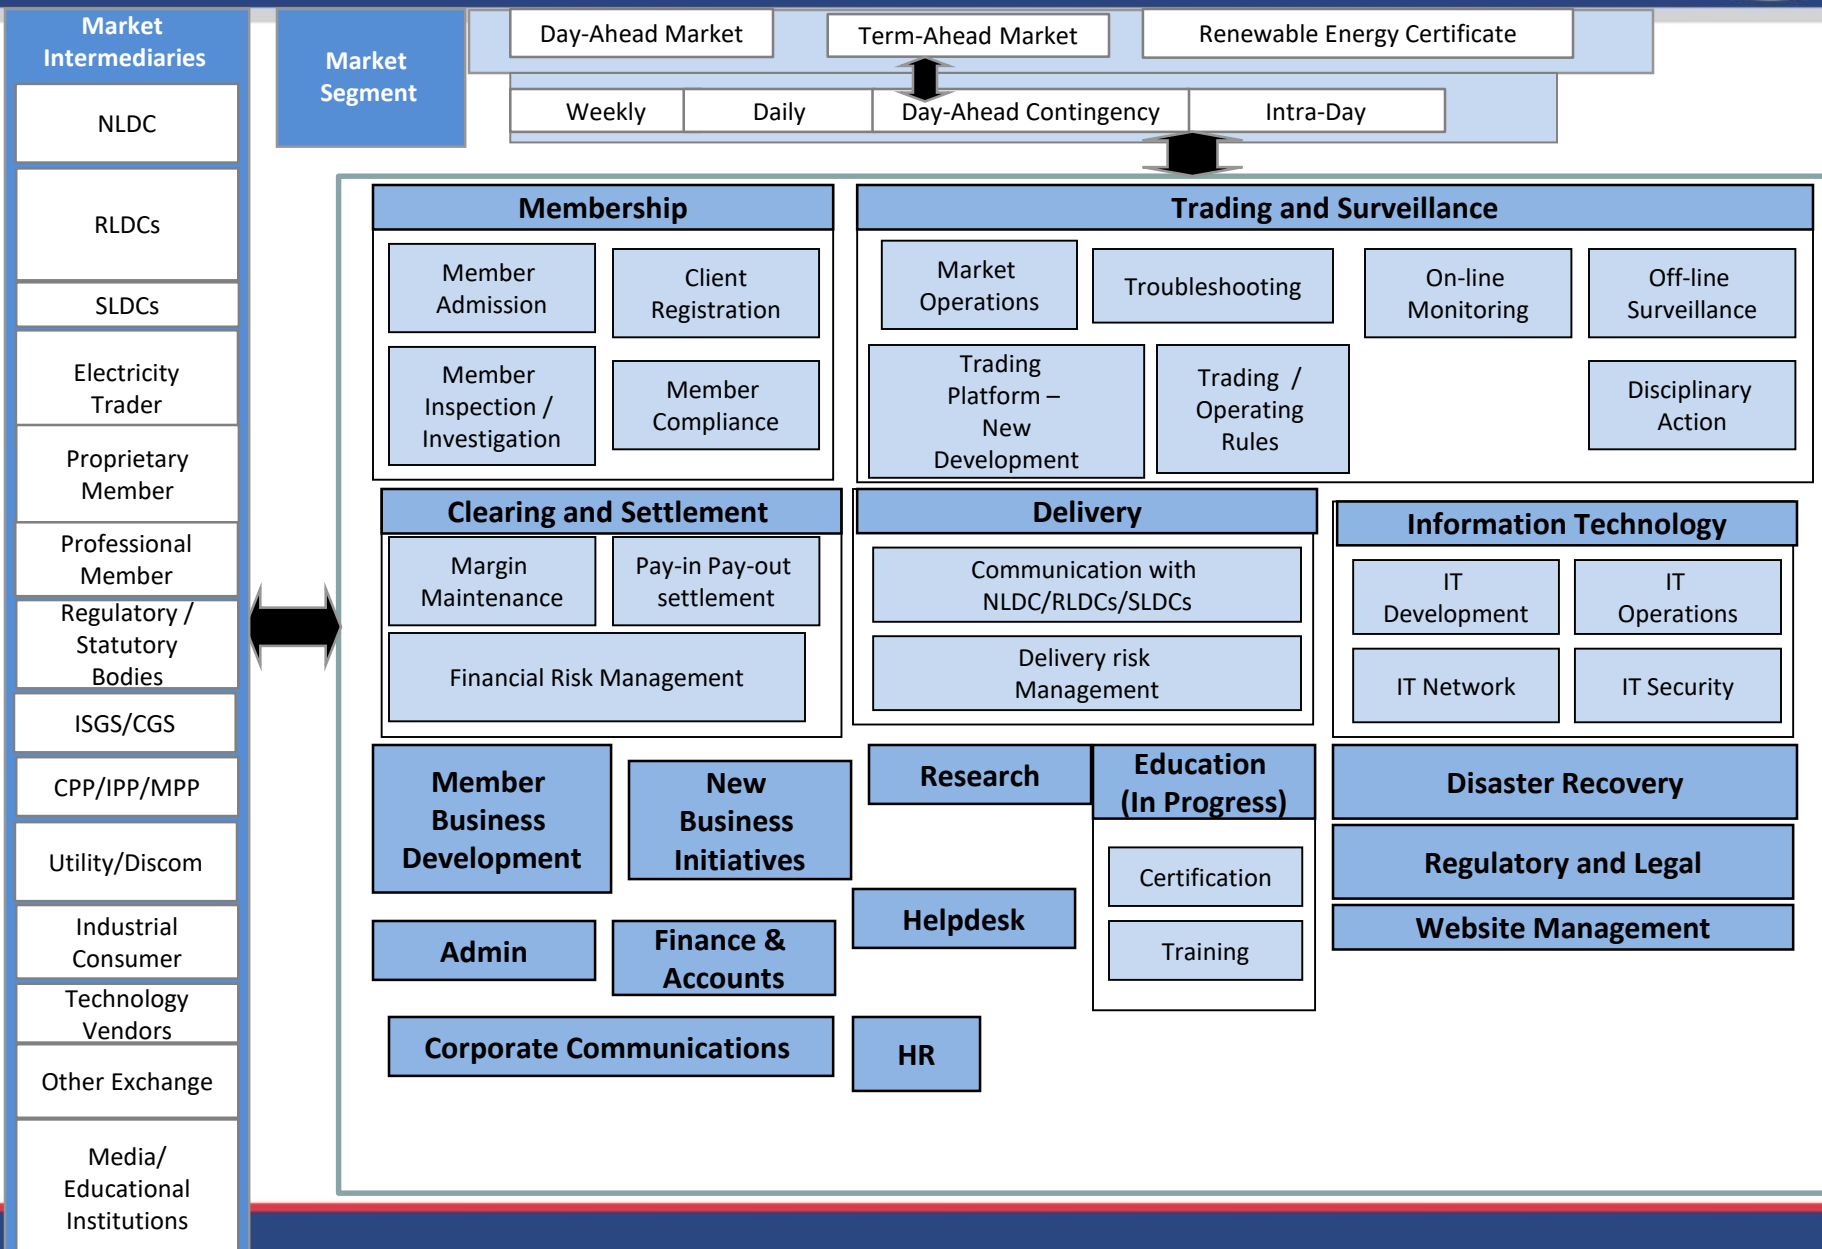 Market
Intermediaries
NLDC
RLDCs
SLDCs
Electricity
Trader
Proprietary
Member
Professional
Member
Regulatory /
Statutory
Bodies
ISGS/CGS
CPP/IPP/MPP
Utility/Discom
Industrial
Consumer
Technology
Vendors
Other Exchange
Media/
Educational
Institutions
Market
Segment
Day-Ahead Market
Term-Ahead Market
Renewable Energy Certificate
Weekly
Daily
Day-Ahead Contingency
Intra-Day
Membership
Member
Admission
Client
Registration
Member
Inspection /
Investigation
Member
Compliance
Trading and Surveillance
Market
Operations
Troubleshooting
On-line
Monitoring
Off-line
Surveillance
Trading
Platform –
New
Development
Trading /
Operating
Rules
Disciplinary
Action
Clearing and Settlement
Margin
Maintenance
Pay-in Pay-out
settlement
Financial Risk Management
Delivery
Communication with
NLDC/RLDCs/SLDCs
Delivery risk
Management
Information Technology
IT
Development
IT
Operations
IT Network
IT Security
Member
Business
Development
New
Business
Initiatives
Research
Education
(In Progress)
Certification
Training
Disaster Recovery
Regulatory and Legal
Website Management
Helpdesk
Admin
Finance &
Accounts
Corporate Communications
HR